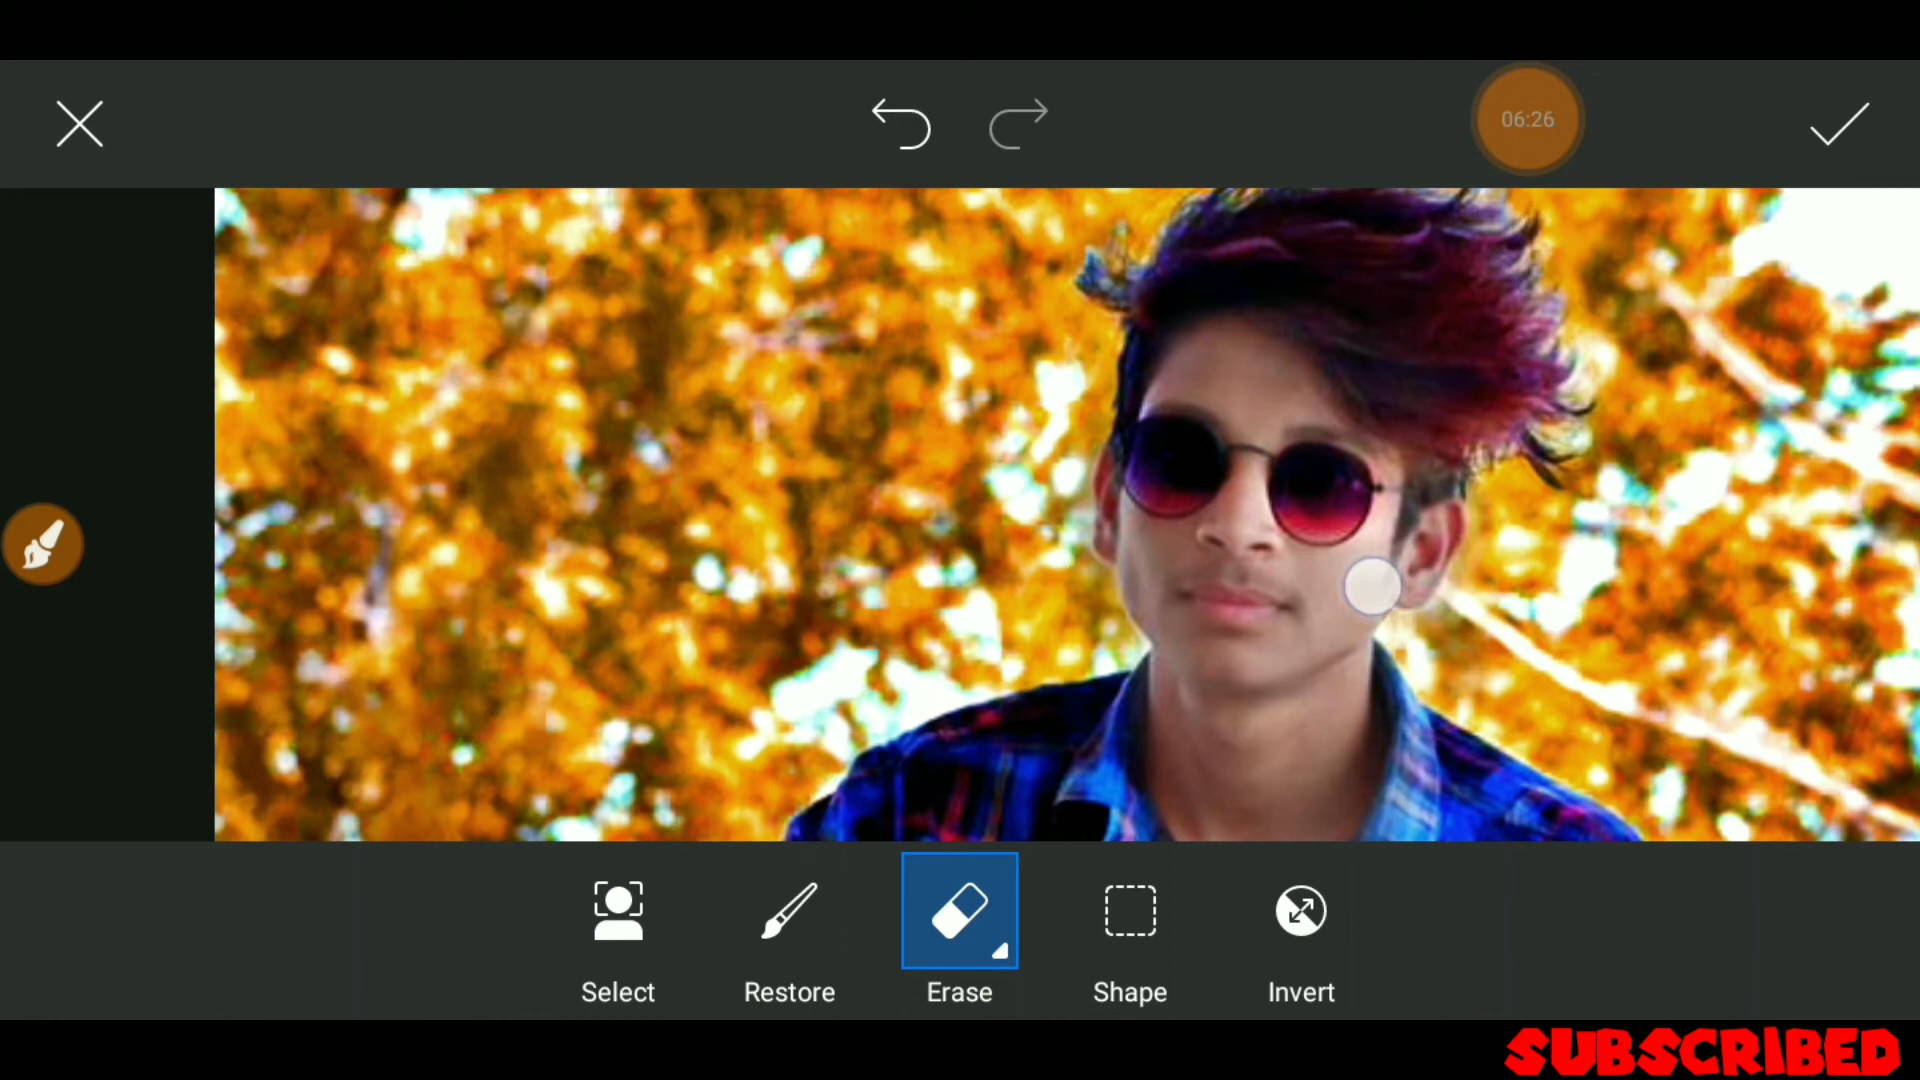 06:26
Select
Restore
Erase
Shape
Invert
SUBSCRIBED